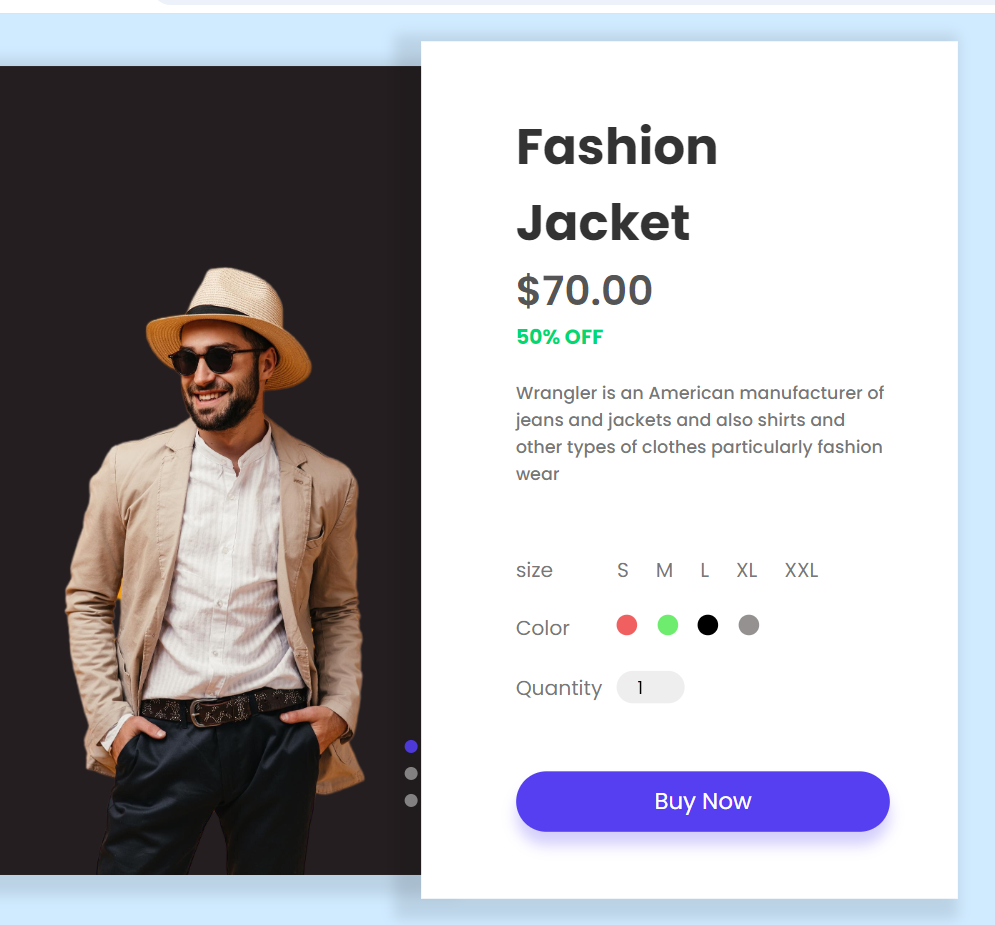 Fashion
Jacket
$70.00
50% OFF
Wrangler is an American manufacturer of
jeans and jackets and also shirts and
other types of clothes particularly fashion
wear
size S M L XL XXL
Color
Quantity 1
Buy Now